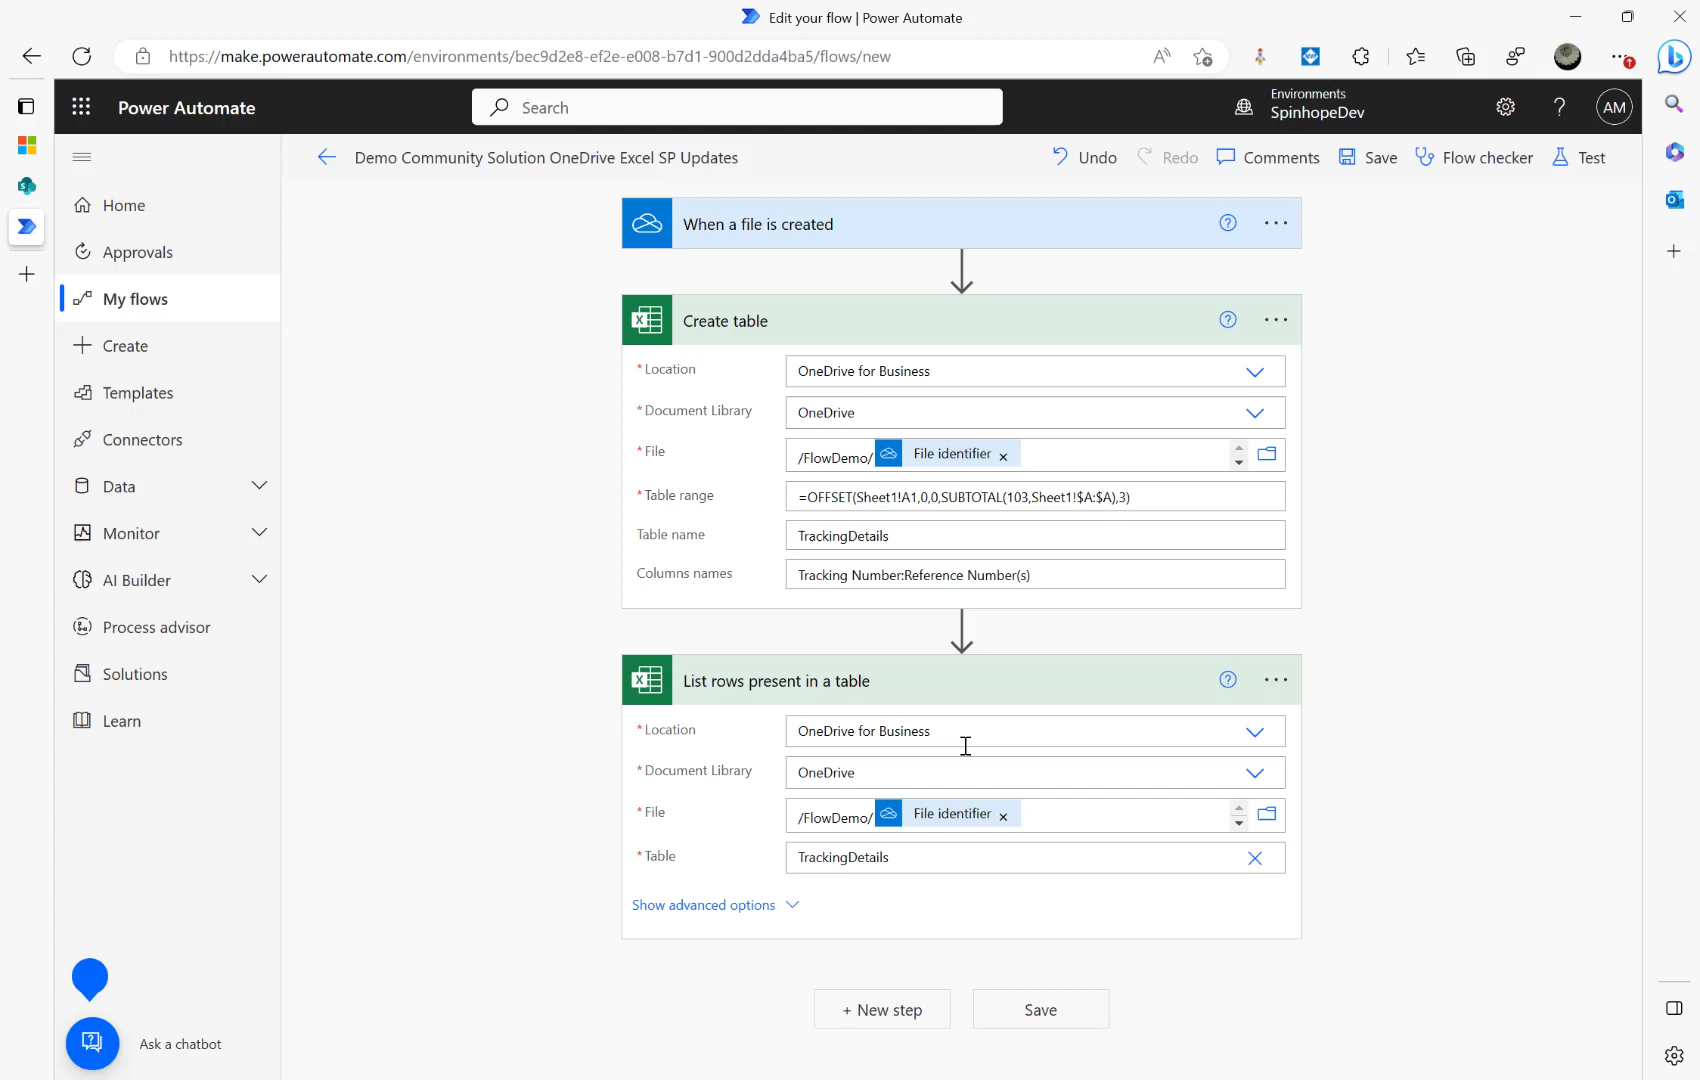 Edit your flow | Power Automate
https://make.powerautomate.com/environments/bec9d2e8-ef2e-e008-b7d1-900d2dda4ba5/flows/new
Power Automate
Search
Environments
SpinhopeDev
?
AM
Demo Community Solution OneDrive Excel SP Updates
Undo
Redo
Comments
Save
Flow checker
Test
Home
Approvals
My flows
Create
Templates
Connectors
Data
Monitor
AI Builder
Process advisor
Solutions
Learn
Ask a chatbot
When a file is created
Create table
* Location
OneDrive for Business
* Document Library
OneDrive
* File
/FlowDemo/ File identifier ×
* Table range
=OFFSET(Sheet1!A1,0,0,SUBTOTAL(103,Sheet1!$A:$A),3)
Table name
TrackingDetails
Columns names
Tracking Number:Reference Number(s)
List rows present in a table
* Location
OneDrive for Business
* Document Library
OneDrive
* File
/FlowDemo/ File identifier ×
* Table
TrackingDetails
Show advanced options
+ New step
Save